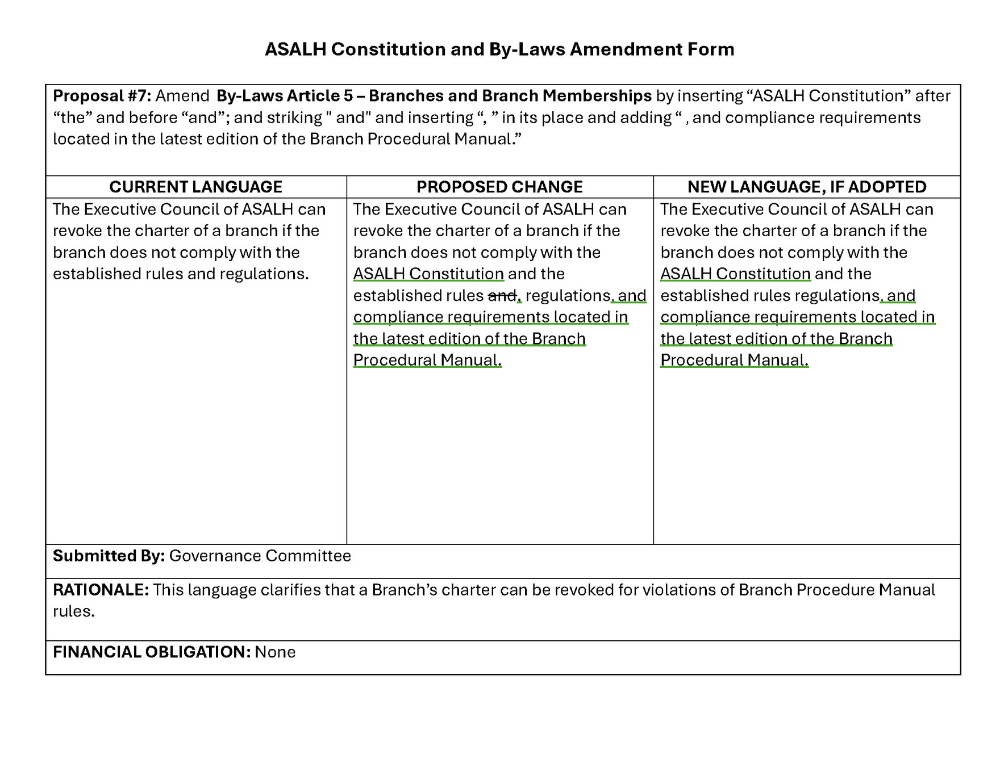 ASALH Constitution and By-Laws Amendment Form
Proposal #7: Amend By-Laws Article 5 – Branches and Branch Memberships by inserting “ASALH Constitution” after
“the” and before “and”; and striking " and" and inserting “, ” in its place and adding “ , and compliance requirements
located in the latest edition of the Branch Procedural Manual.”
CURRENT LANGUAGE
The Executive Council of ASALH can
revoke the charter of a branch if the
branch does not comply with the
established rules and regulations.
PROPOSED CHANGE
The Executive Council of ASALH can
revoke the charter of a branch if the
branch does not comply with the
ASALH Constitution and the
established rules and, regulations, and
compliance requirements located in
the latest edition of the Branch
Procedural Manual.
NEW LANGUAGE, IF ADOPTED
The Executive Council of ASALH can
revoke the charter of a branch if the
branch does not comply with the
ASALH Constitution and the
established rules regulations, and
compliance requirements located in
the latest edition of the Branch
Procedural Manual.
Submitted By: Governance Committee
RATIONALE: This language clarifies that a Branch’s charter can be revoked for violations of Branch Procedure Manual
rules.
FINANCIAL OBLIGATION: None